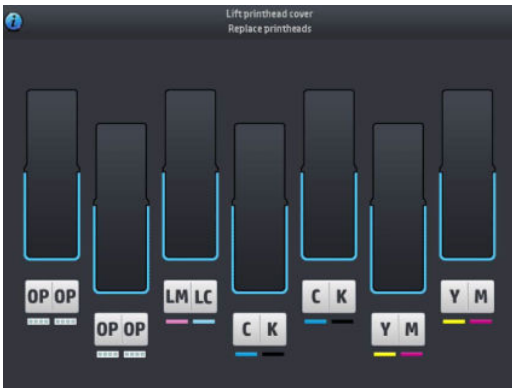 i
Lift printhead cover
Replace printheads
OP OP
LM LC
C K
Y M
OP OP
C K
Y M